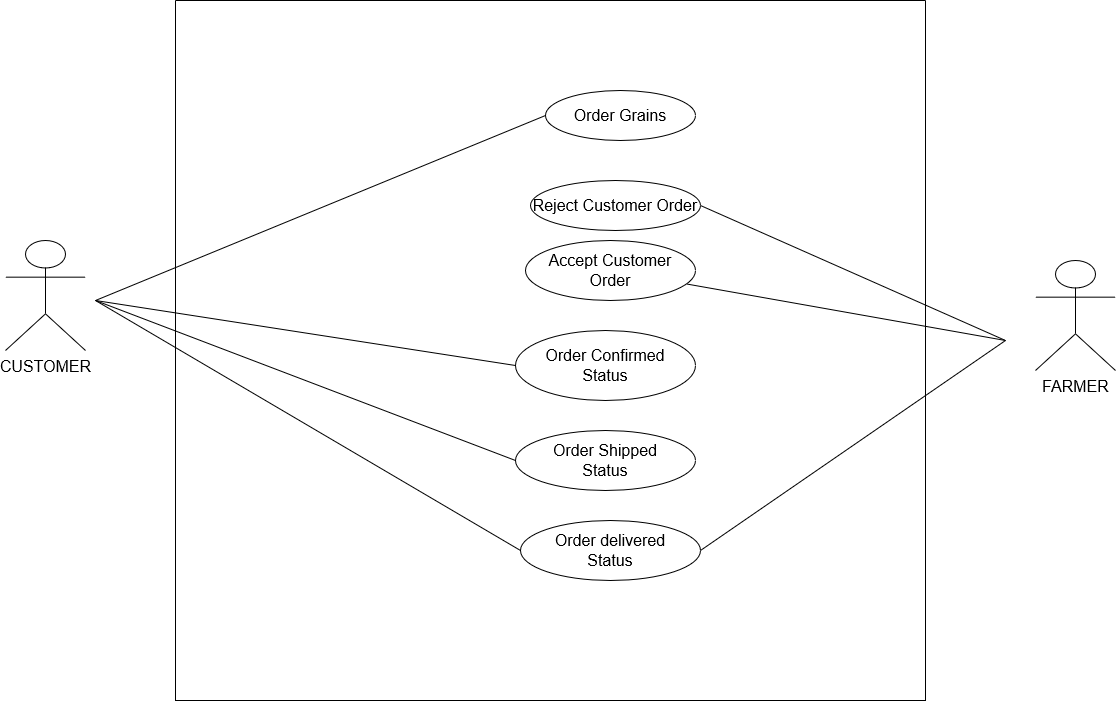 Order Grains
Reject Customer Order
Accept Customer
Order
CUSTOMER
Order Confirmed
Status
FARMER
Order Shipped
Status
Order delivered
Status